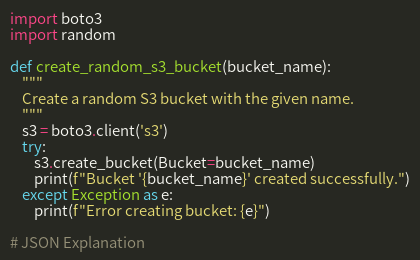 import boto3
import random

def create_random_s3_bucket(bucket_name):
    """
    Create a random S3 bucket with the given name.
    """
    s3 = boto3.client('s3')
    try:
        s3.create_bucket(Bucket=bucket_name)
        print(f"Bucket '{bucket_name}' created successfully.")
    except Exception as e:
        print(f"Error creating bucket: {e}")

# JSON Explanation